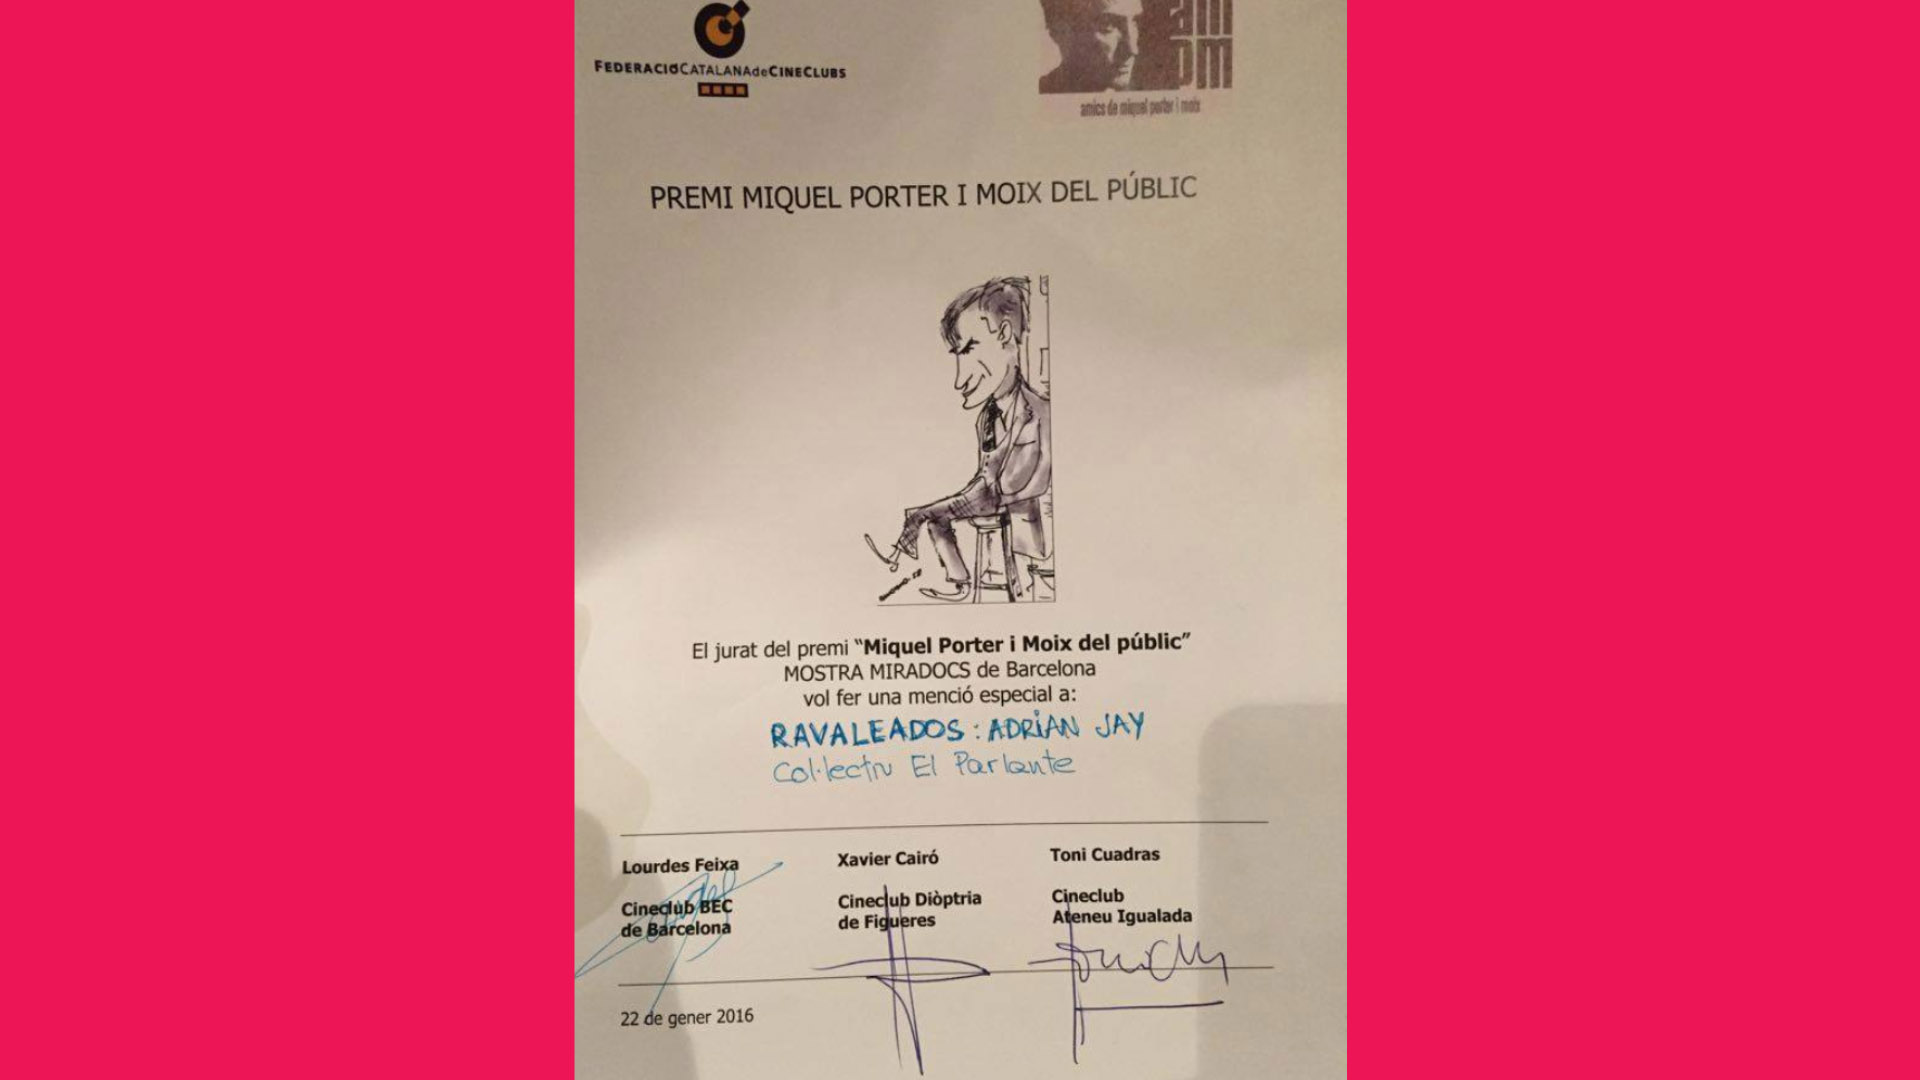 FEDERACIÓCATALANAdeCINECLUBS
am
pm
amics de miquel porter i moix
PREMI MIQUEL PORTER I MOIX DEL PÚBLIC
El jurat del premi “Miquel Porter i Moix del públic”
MOSTRA MIRADOCS de Barcelona
vol fer una menció especial a:
RAVALEADOS: ADRIAN JAY
Col·lectiu El Parlante
Lourdes Feixa
Xavier Cairó
Toni Cuadras
Cineclub BEC
de Barcelona
Cineclub Diòptria
de Figueres
Cineclub
Ateneu Igualada
22 de gener 2016